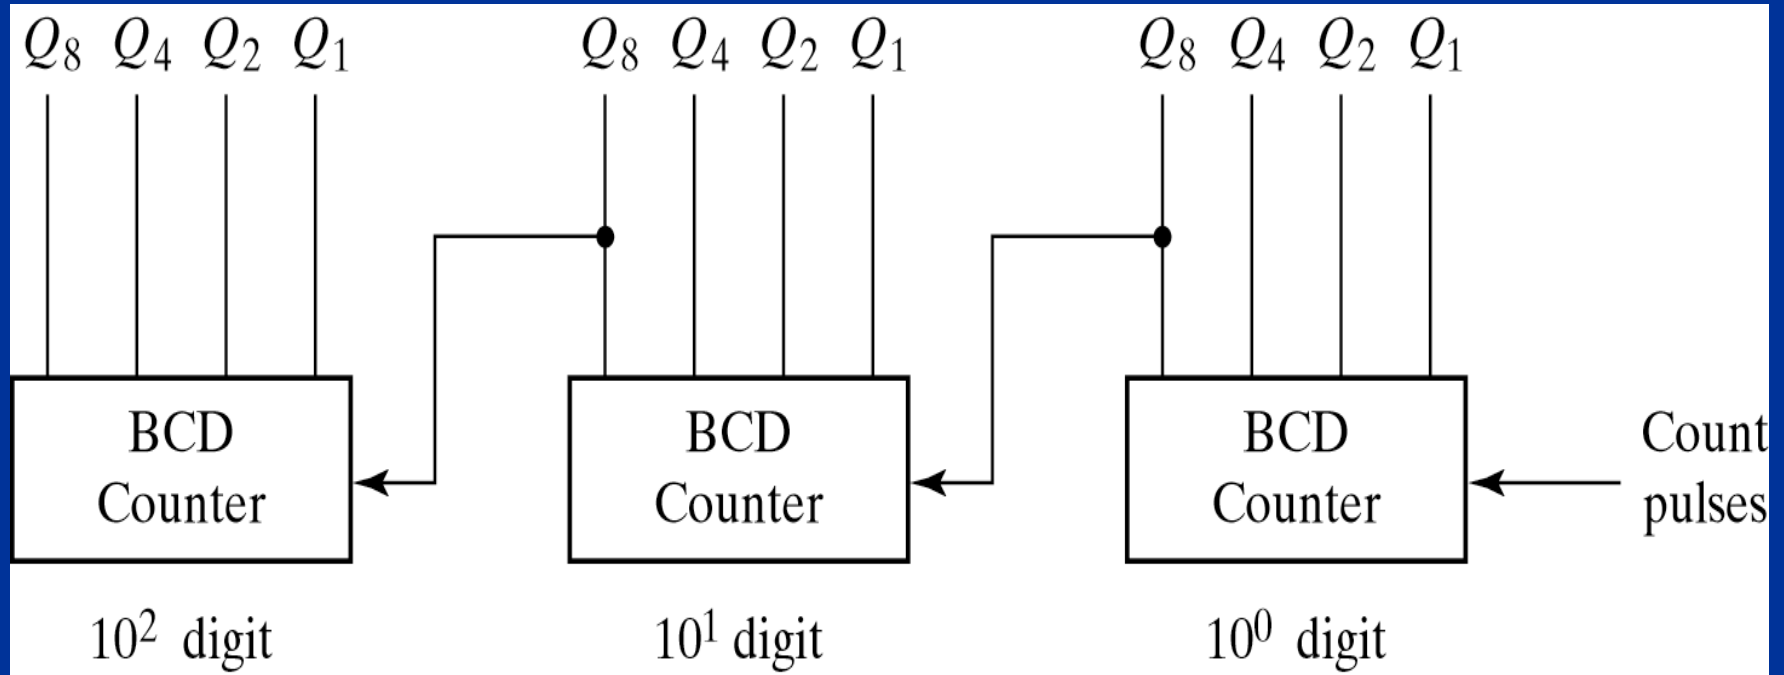 Q8 Q4 Q2 Q1
Q8 Q4 Q2 Q1
Q8 Q4 Q2 Q1
BCD
Counter
BCD
Counter
BCD
Counter
Count
pulses
10² digit
10¹ digit
10⁰ digit